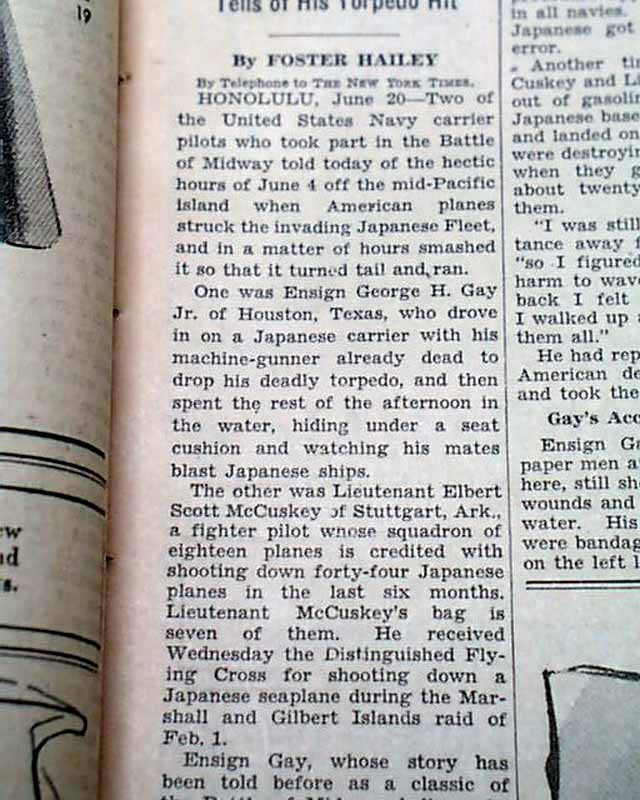 19
ew
nd
s.
Tells of His Torpedo Hit
By FOSTER HAILEY
By Telephone to THE NEW YORK TIMES.
HONOLULU, June 20—Two of
the United States Navy carrier
pilots who took part in the Battle
of Midway told today of the hectic
hours of June 4 off the mid-Pacific
island when American planes
struck the invading Japanese Fleet,
and in a matter of hours smashed
it so that it turned tail and ran.
One was Ensign George H. Gay
Jr. of Houston, Texas, who drove
in on a Japanese carrier with his
machine-gunner already dead to
drop his deadly torpedo, and then
spent the rest of the afternoon in
the water, hiding under a seat
cushion and watching his mates
blast Japanese ships.
The other was Lieutenant Elbert
Scott McCuskey of Stuttgart, Ark.,
a fighter pilot whose squadron of
eighteen planes is credited with
shooting down forty-four Japanese
planes in the last six months.
Lieutenant McCuskey's bag is
seven of them. He received
Wednesday the Distinguished Fly-
ing Cross for shooting down a
Japanese seaplane during the Mar-
shall and Gilbert Islands raid of
Feb. 1.
Ensign Gay, whose story has
been told before as a classic of
in all navies.
Japanese got
error.
Another tim
Cuskey and Li
out of gasolin
Japanese base
and landed on
were destroyin
when they g
about twenty
them.
"I was still
tance away f
"so I figured
harm to wav
back I felt
I walked up
them all."
He had rep
American de
and took the
Gay's Acc
Ensign Ga
paper men a
here, still sh
wounds and
water. His
were bandag
on the left l